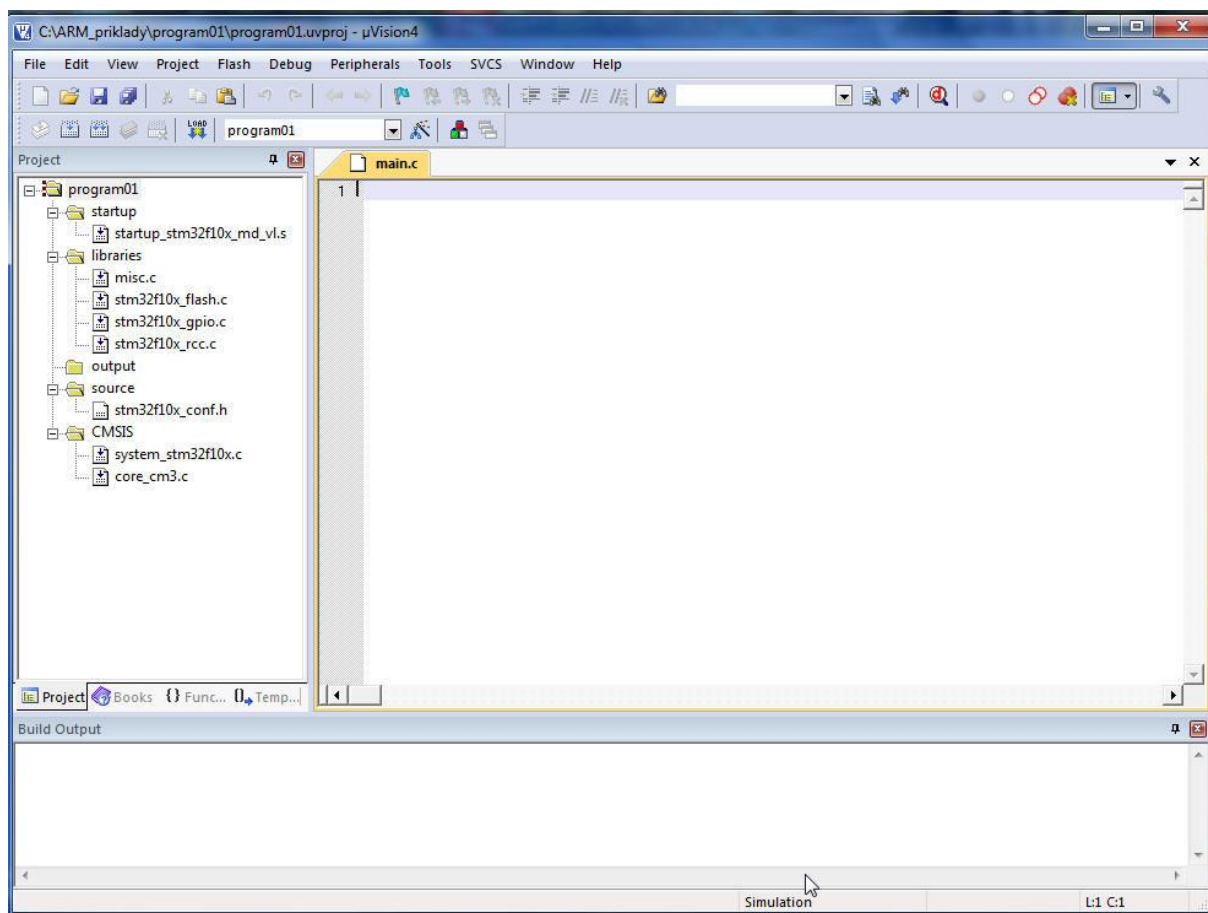 C:\ARM_priklady\program01\program01.uvproj - µVision4
File Edit View Project Flash Debug Peripherals Tools SVCS Window Help
LOAD program01
Project
main.c
program01
1
startup
startup_stm32f10x_md_vl.s
libraries
misc.c
stm32f10x_flash.c
stm32f10x_gpio.c
stm32f10x_rcc.c
output
source
stm32f10x_conf.h
CMSIS
system_stm32f10x.c
core_cm3.c
Project Books {} Func... 0 Temp...
Build Output
Simulation L:1 C:1